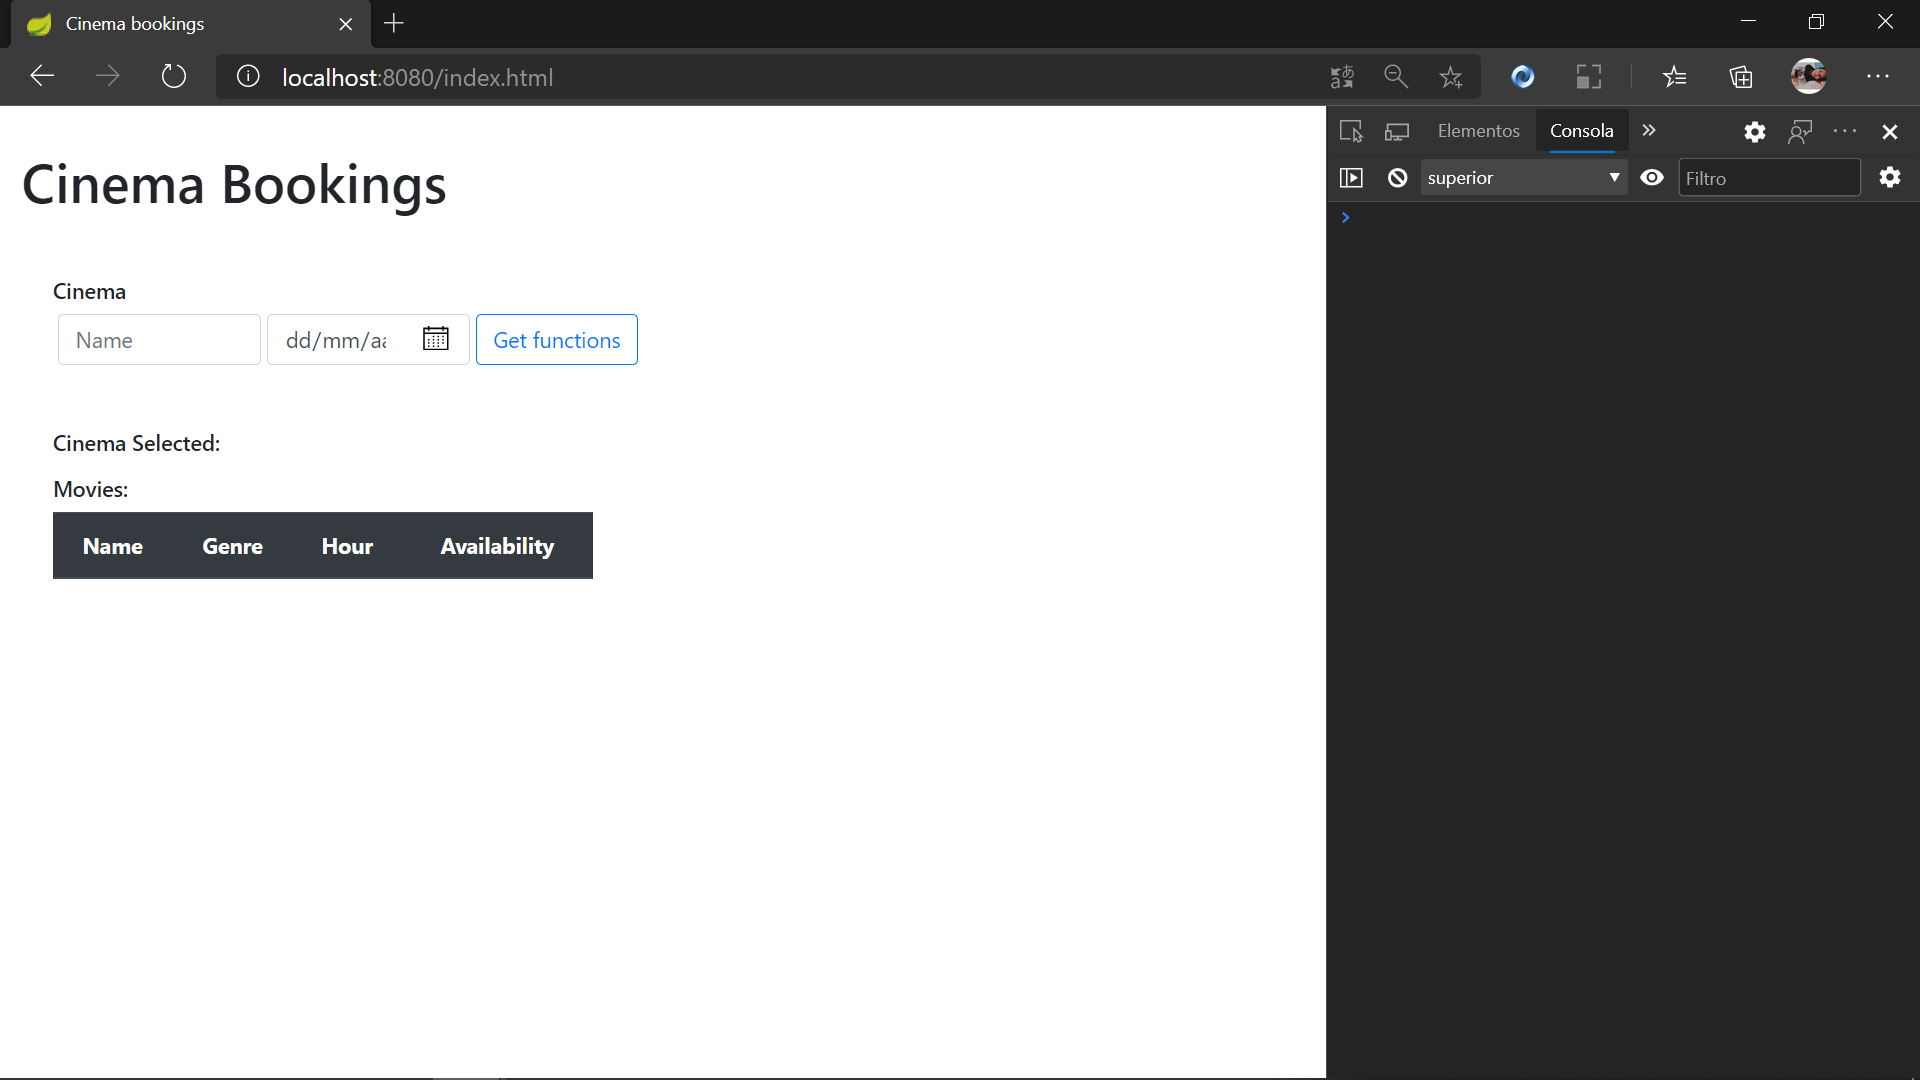 Cinema bookings
localhost:8080/index.html
Elementos Consola
superior Filtro
Cinema Bookings
Cinema
Name dd/mm/aa Get functions
Cinema Selected:
Movies:
Name Genre Hour Availability